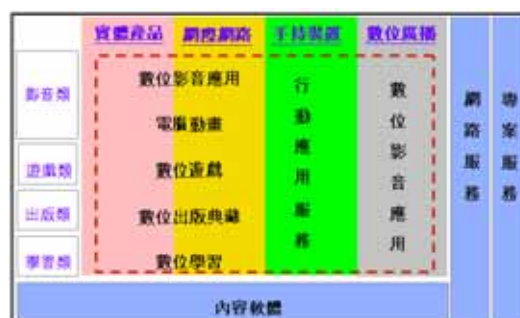 實體產品 網際網路 手持裝置 數位廣播
影音類
遊戲類
出版類
學習類
數位影音應用
電腦動畫
數位遊戲
數位出版典藏
數位學習
行動應用服務
數位影音應用
網路服務
專案服務
內容軟體